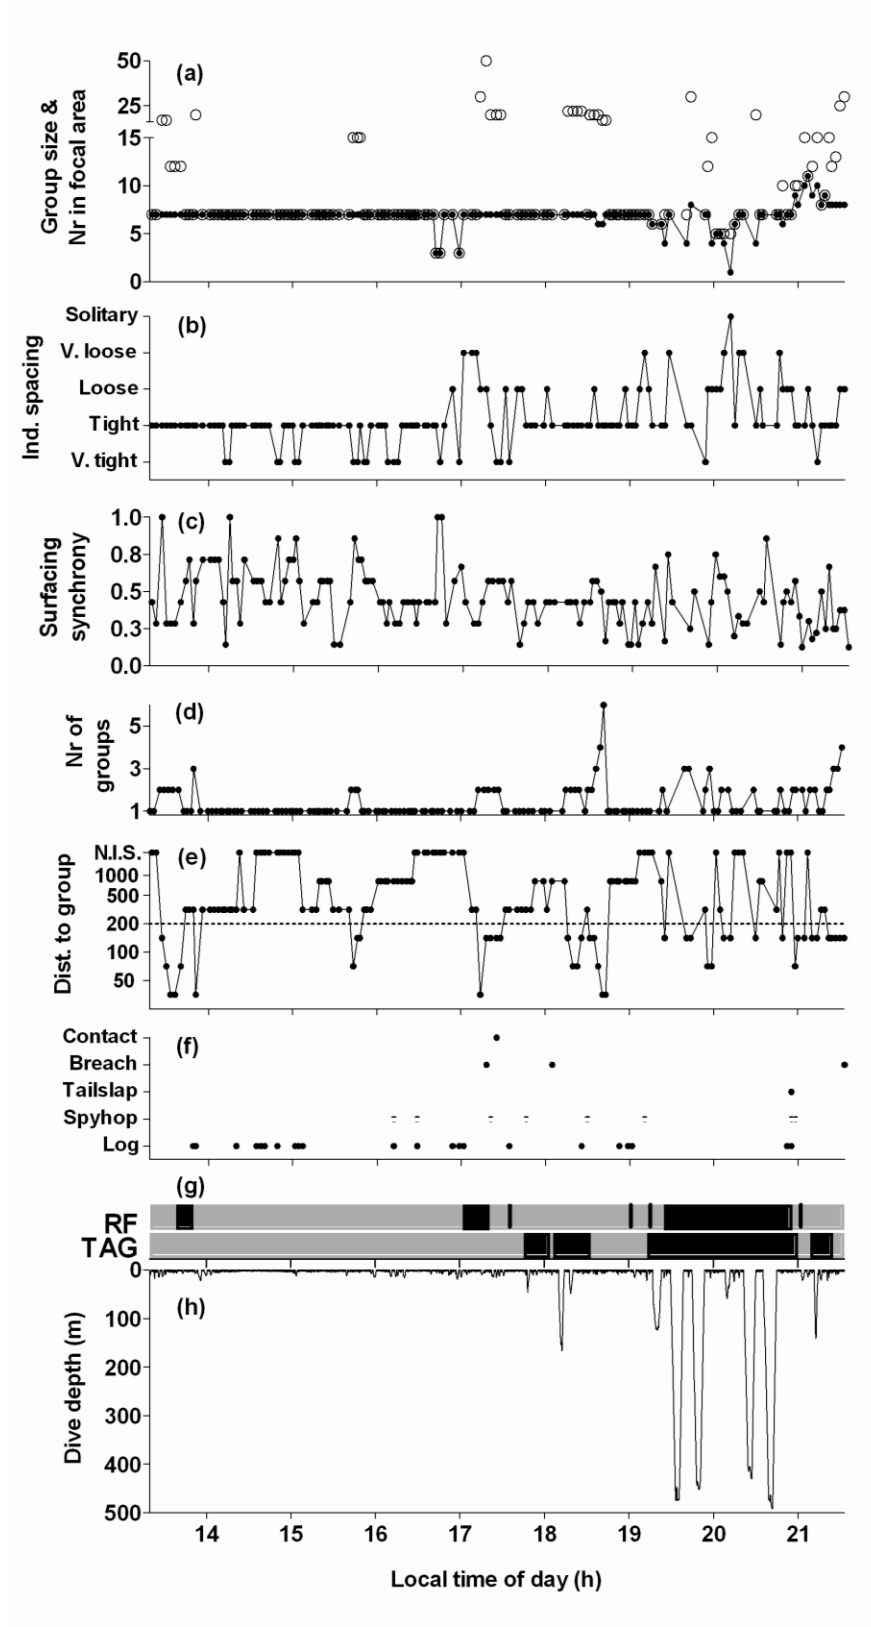 (a)
Group size &
Nr in focal area
50
25
15
10
5
0
(b)
Ind. spacing
Solitary
V. loose
Loose
Tight
V. tight
(c)
Surfacing
synchrony
1.0
0.8
0.5
0.3
0.0
(d)
Nr of
groups
5
3
1
(e)
Dist. to group
N.I.S.
1000
500
200
100
50
(f)
Contact
Breach
Tailslap
Spyhop
Log
(g)
RF
TAG
(h)
Dive depth (m)
0
100
200
300
400
500
14 15 16 17 18 19 20 21
Local time of day (h)